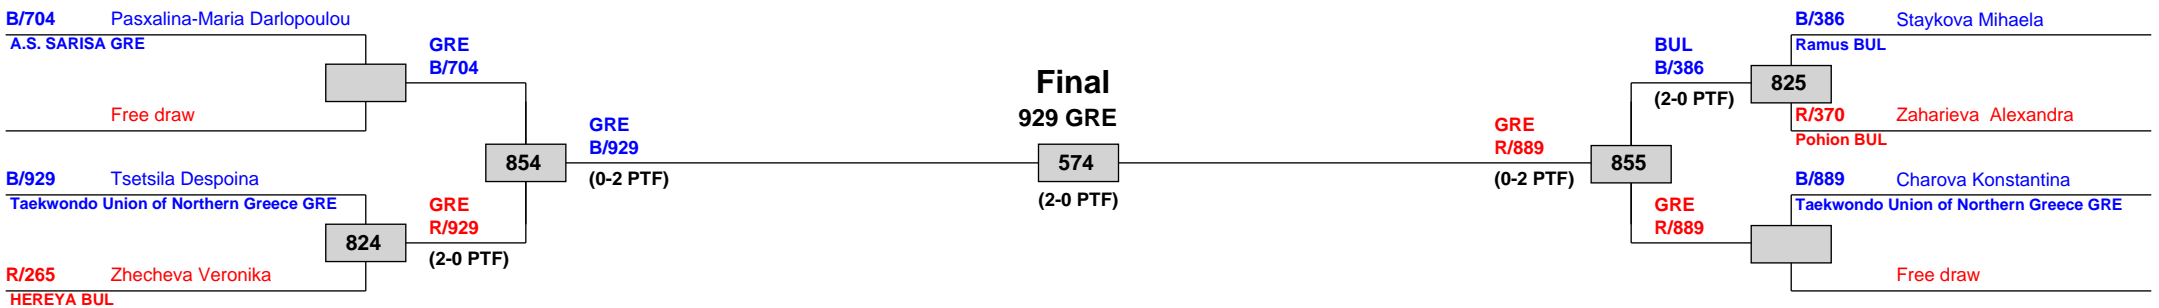 B/704 Pasxalina-Maria Darlopoulou
A.S. SARISA GRE
Free draw
GRE
B/704
B/929 Tsetsila Despoina
Taekwondo Union of Northern Greece GRE
824
R/265 Zhecheva Veronika
HEREYA BUL
GRE
R/929
(2-0 PTF)
854
GRE
B/929
(0-2 PTF)
Final
929 GRE
574
(2-0 PTF)
GRE
R/889
(0-2 PTF)
855
BUL
B/386
(2-0 PTF)
825
GRE
R/889
B/386 Staykova Mihaela
Ramus BUL
R/370 Zaharieva Alexandra
Pohion BUL
B/889 Charova Konstantina
Taekwondo Union of Northern Greece GRE
Free draw